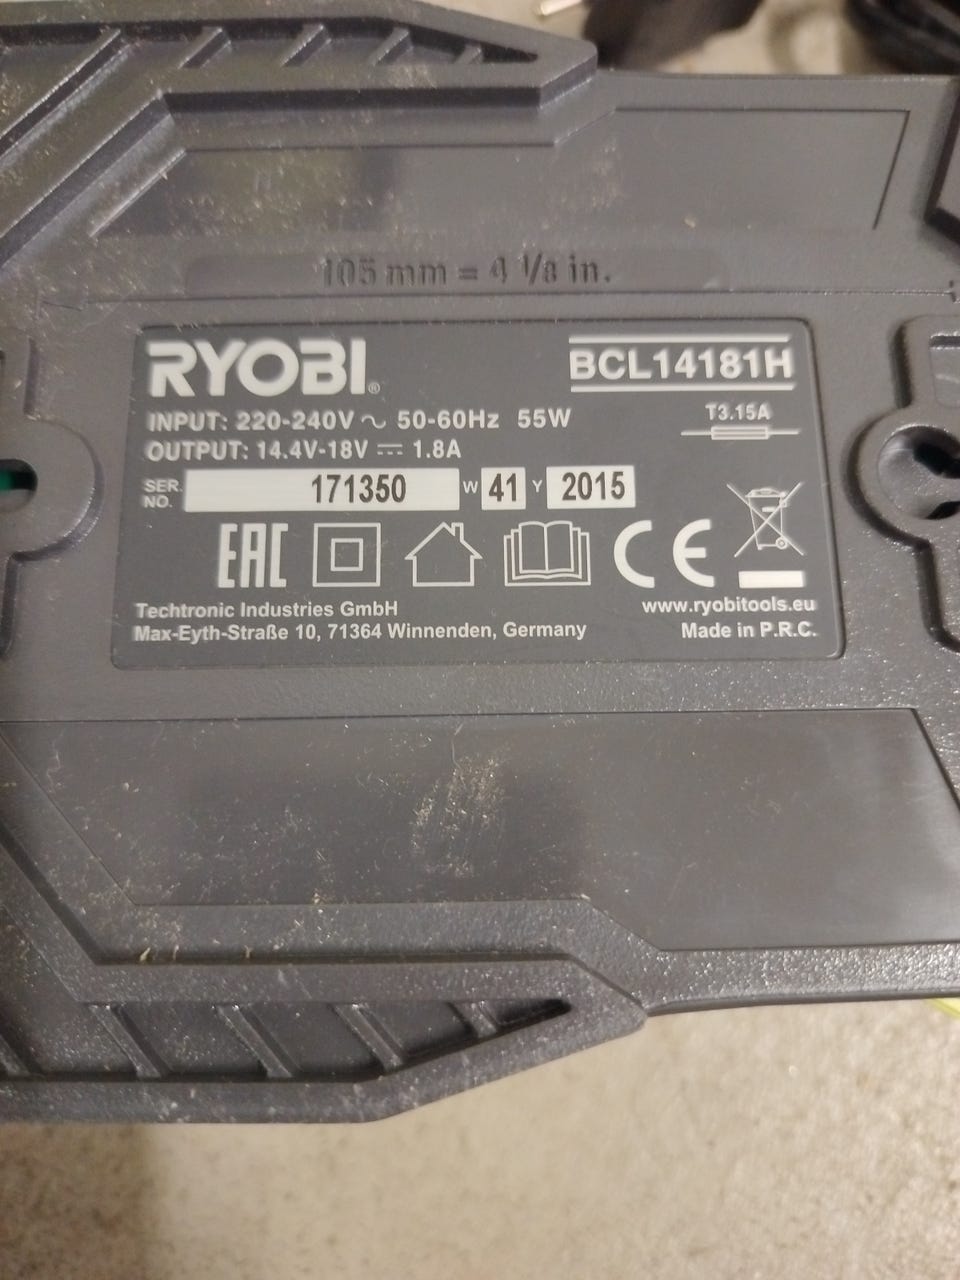 105 mm = 4 1/8 in.
RYOBI®
BCL14181H
INPUT: 220-240V ~ 50-60Hz 55W
T3.15A
OUTPUT: 14.4V-18V ⎓ 1.8A
SER. NO. 171350 W 41 Y 2015
EAC
CE
Techtronic Industries GmbH
www.ryobitools.eu
Max-Eyth-Straße 10, 71364 Winnenden, Germany
Made in P.R.C.